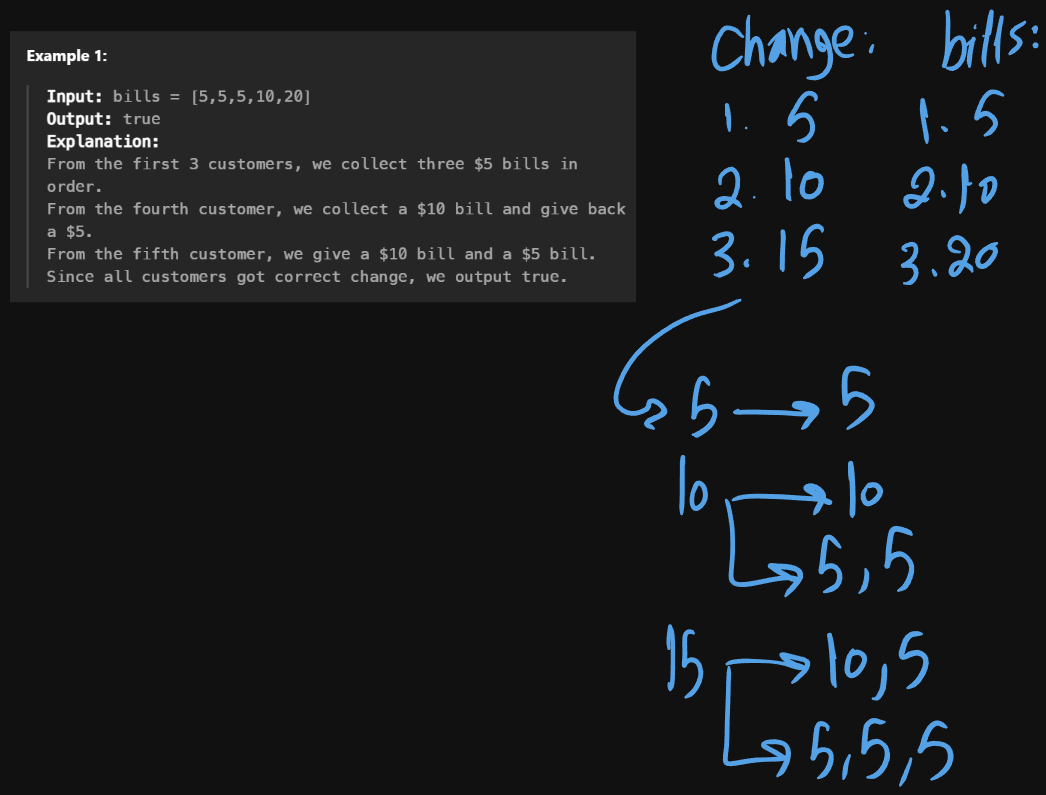 Example 1:
Input: bills = [5,5,5,10,20]
Output: true
Explanation:
From the first 3 customers, we collect three $5 bills in
order.
From the fourth customer, we collect a $10 bill and give back
a $5.
From the fifth customer, we give a $10 bill and a $5 bill.
Since all customers got correct change, we output true.
Change: bills:
1. 5 1. 5
2. 10 2. 10
3. 15 3. 20
5 → 5
10 → 10
→ 5, 5
15 → 10, 5
→ 5, 5, 5